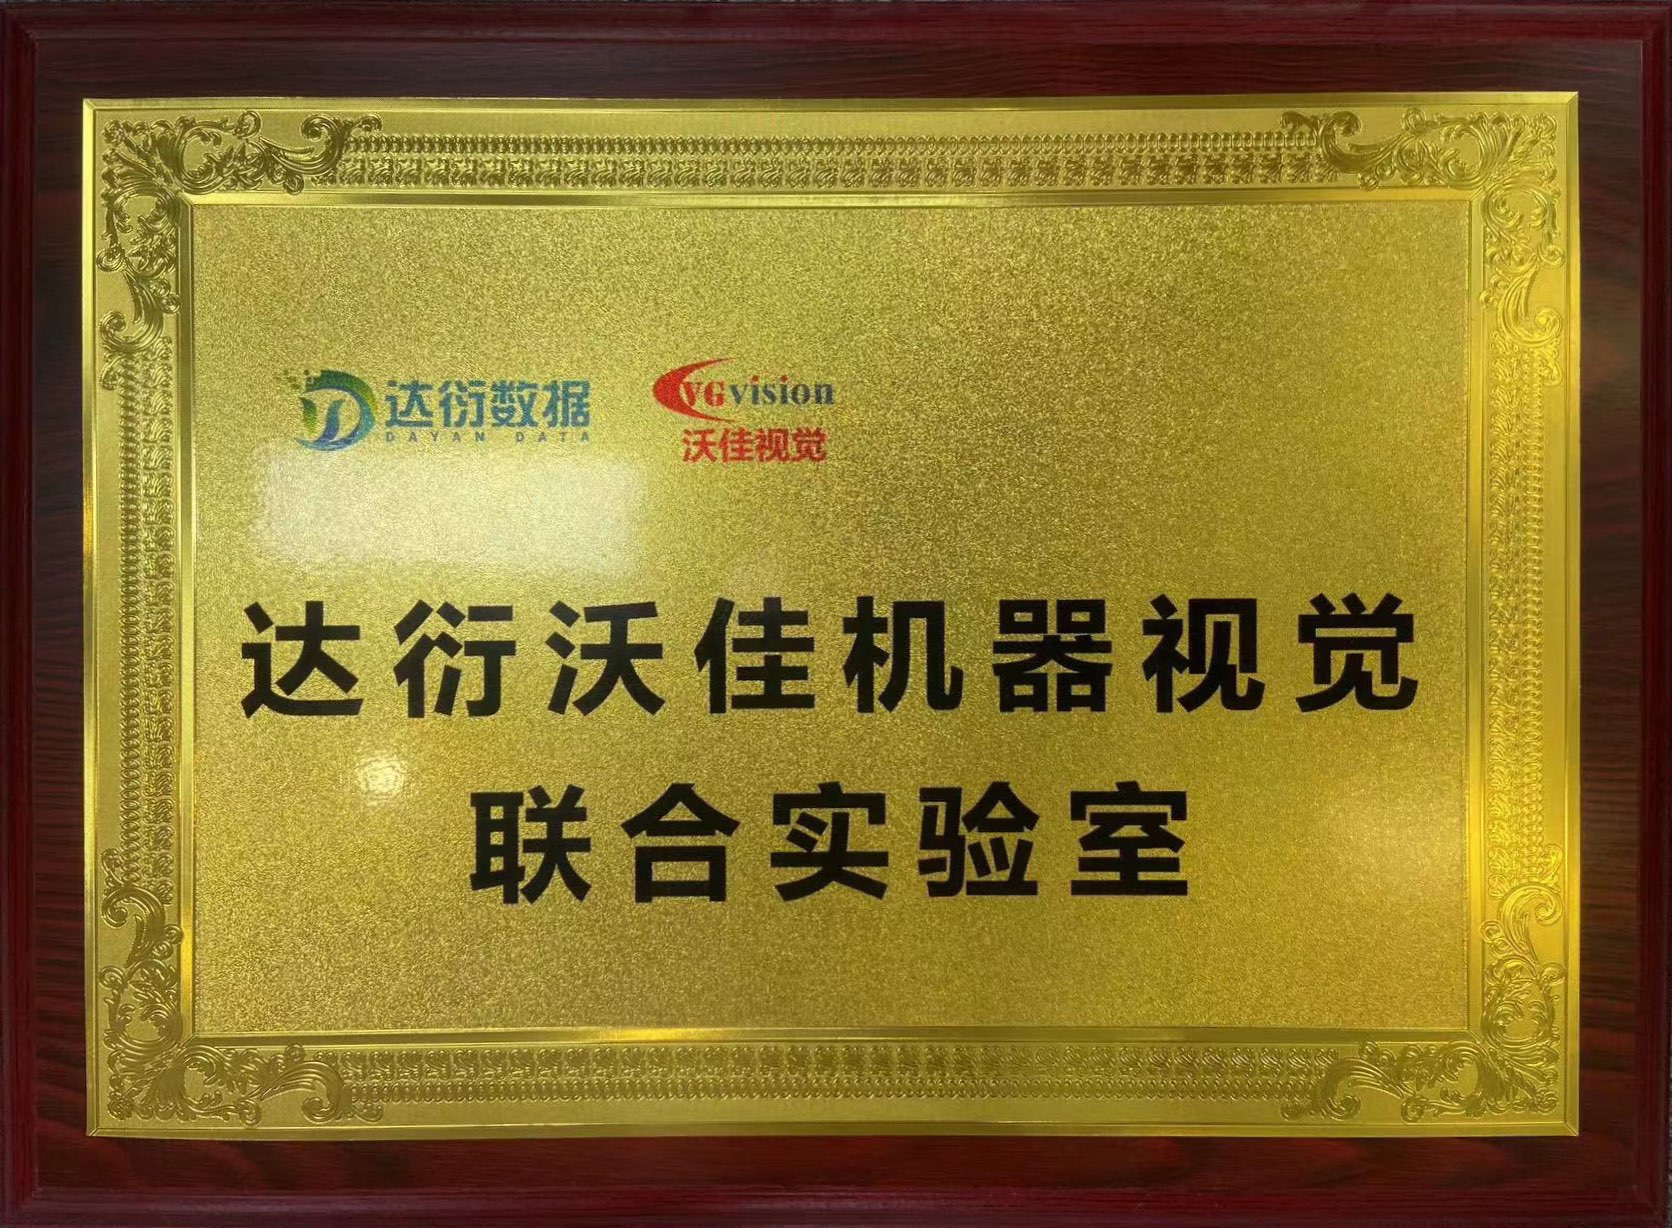 达衍数据
DAYAN DATA
VGvision
沃佳视觉
达衍沃佳机器视觉
联合实验室